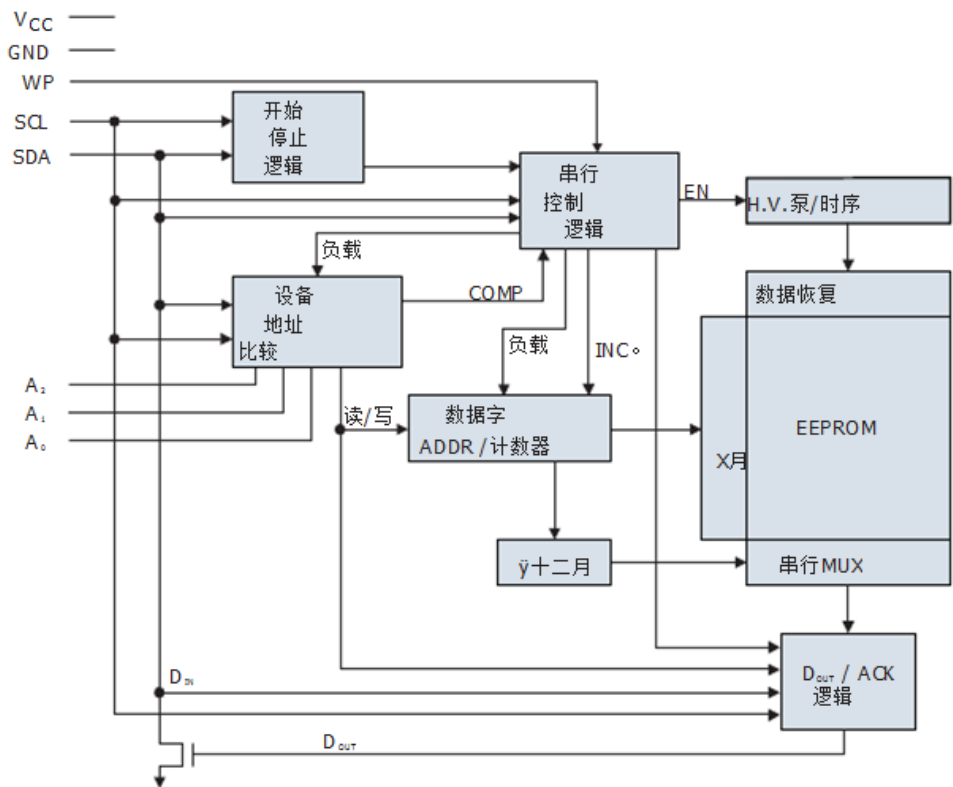 VCC
GND
WP
SCL
SDA
开始
停止
逻辑
串行
控制
逻辑
EN
H.V.泵/时序
负载
设备
地址
比较
COMP
数据恢复
负载
INC。
A₂
A₁
A₀
读/写
数据字
ADDR /计数器
EEPROM
X月
ÿ十二月
串行MUX
DIN
DOUT / ACK
逻辑
DOUT